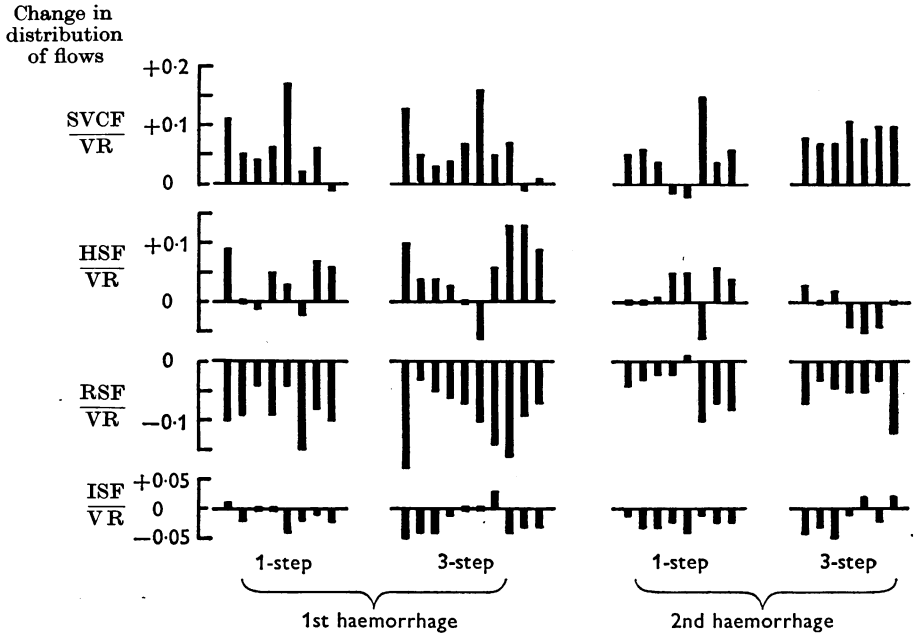 Change in
distribution
of flows
+0·2
SVCF
VR
+0·1
0
+0·1
HSF
VR
0
0
RSF
VR
−0·1
+0·05
ISF
VR
0
−0·05
1-step 3-step 1-step 3-step
1st haemorrhage 2nd haemorrhage